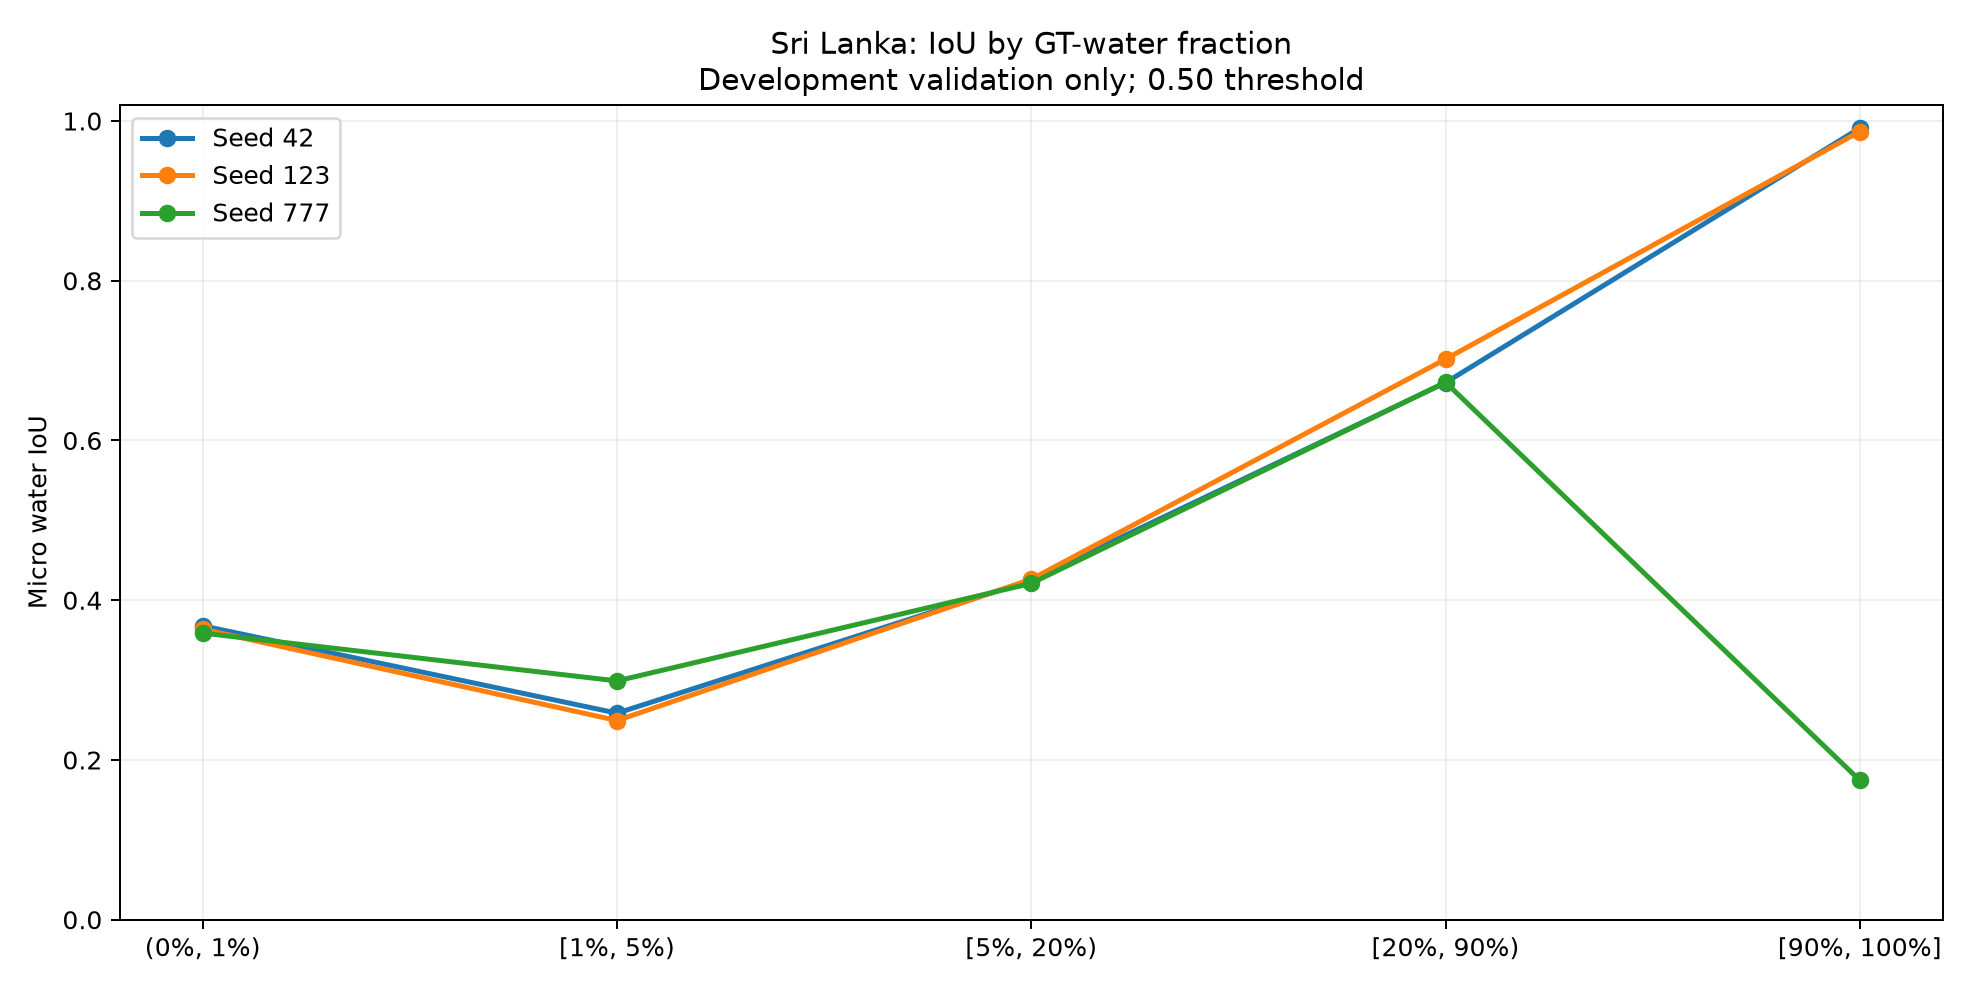 Sri Lanka: IoU by GT-water fraction
Development validation only; 0.50 threshold
Seed 42
Seed 123
Seed 777
Micro water IoU
1.0
0.8
0.6
0.4
0.2
0.0
(0%, 1%)
[1%, 5%)
[5%, 20%)
[20%, 90%)
[90%, 100%]